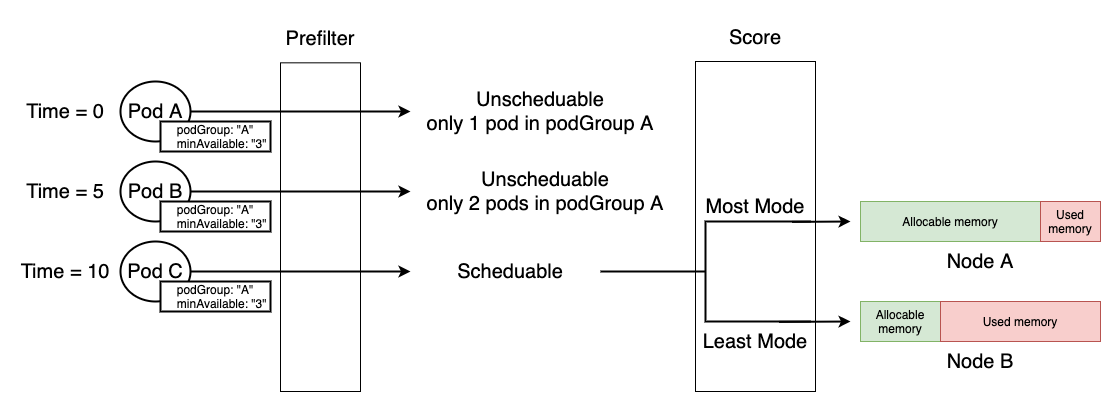 Prefilter
Score
Time = 0
Pod A
podGroup: "A"
minAvailable: "3"
Unscheduable
only 1 pod in podGroup A
Time = 5
Pod B
podGroup: "A"
minAvailable: "3"
Unscheduable
only 2 pods in podGroup A
Time = 10
Pod C
podGroup: "A"
minAvailable: "3"
Scheduable
Most Mode
Allocable memory
Used
memory
Node A
Least Mode
Allocable
memory
Used memory
Node B